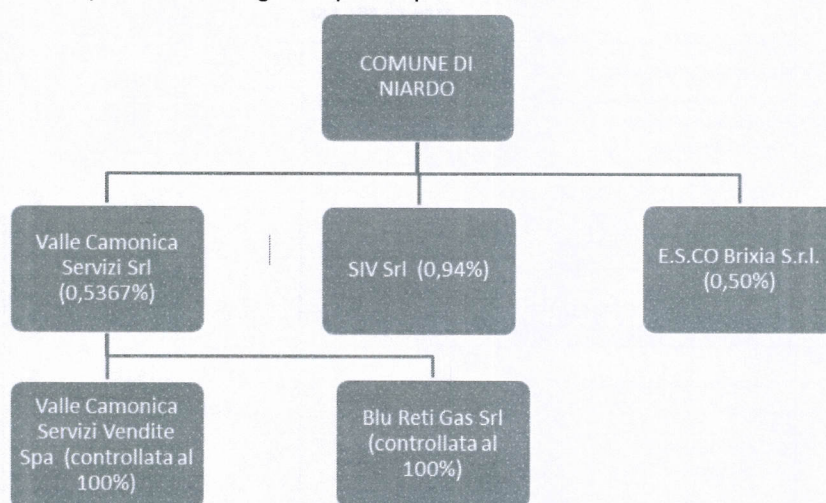 COMUNE DI
NIARDO
Valle Camonica
Servizi Srl
(0,5367%)
SIV Srl (0,94%)
E.S.CO Brixia S.r.l.
(0,50%)
Valle Camonica
Servizi Vendite
Spa (controllata al
100%)
Blu Reti Gas Srl
(controllata al
100%)